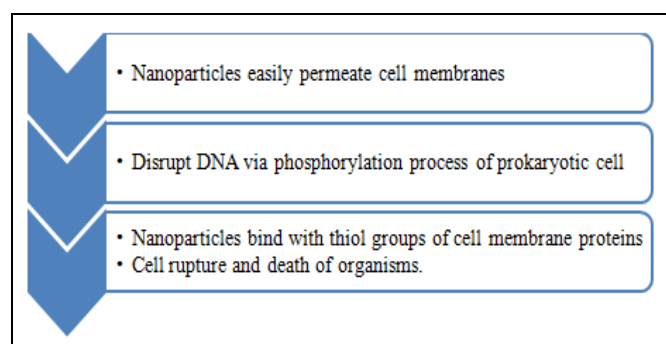 • Nanoparticles easily permeate cell membranes
• Disrupt DNA via phosphorylation process of prokaryotic cell
• Nanoparticles bind with thiol groups of cell membrane proteins
• Cell rupture and death of organisms.